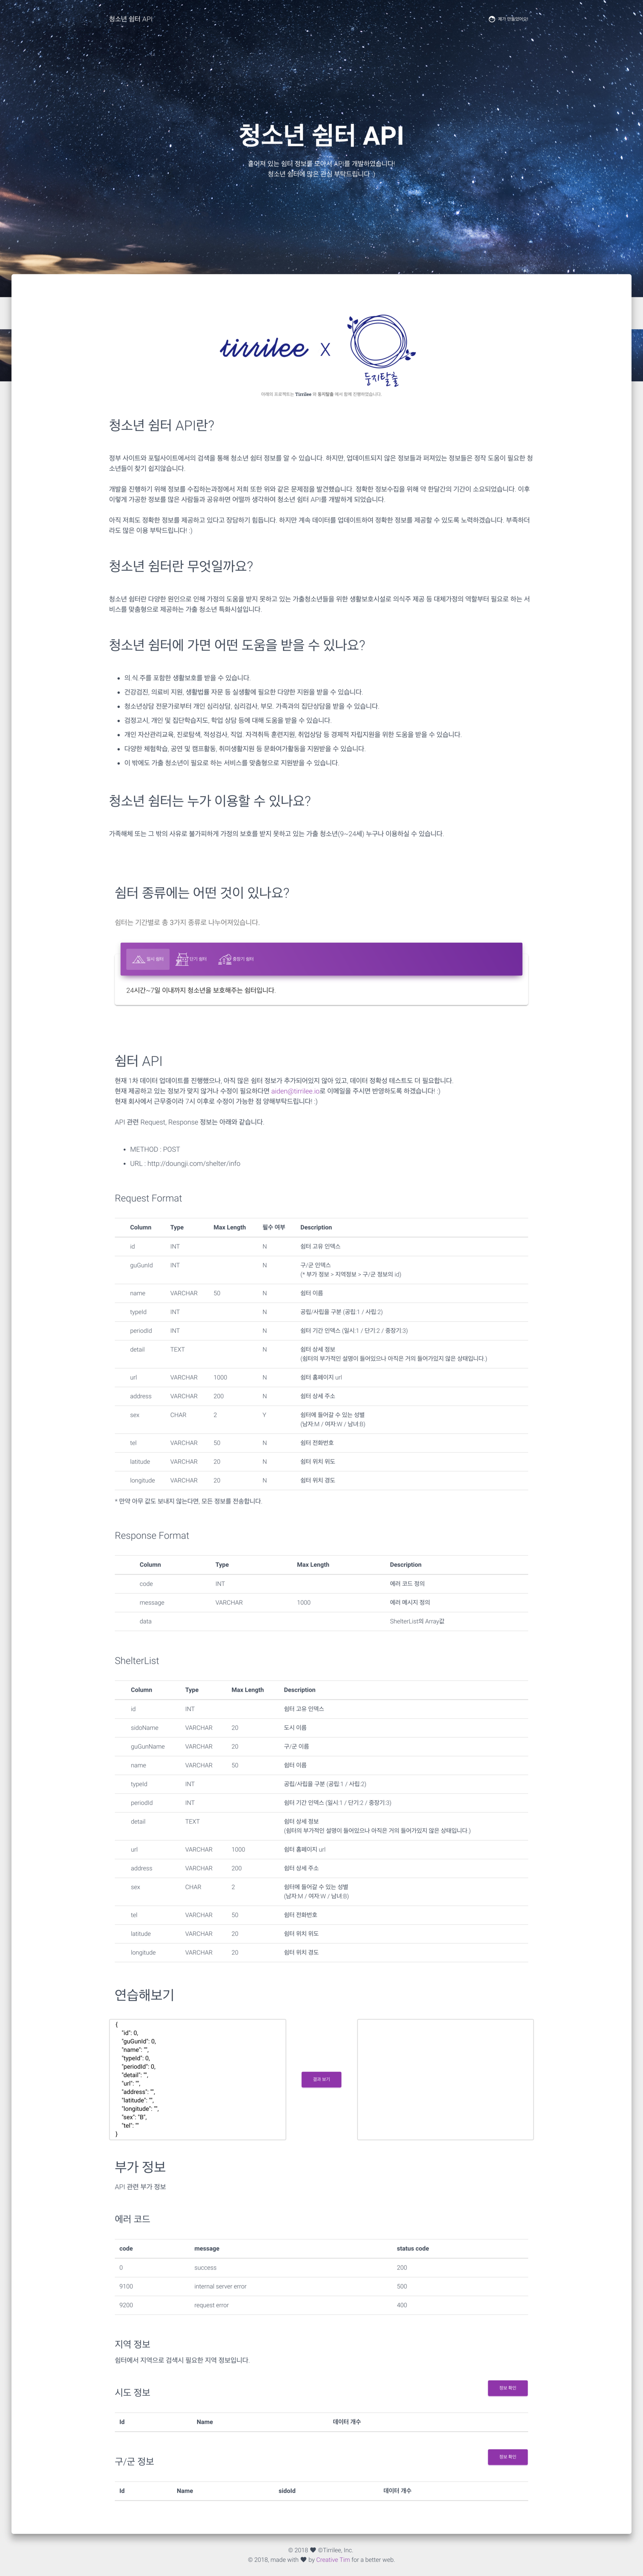 청소년 쉼터 API
제가 만들었어요!
청소년 쉼터 API
흩어져 있는 쉼터 정보를 모아서 API를 개발하였습니다!
청소년 쉼터에 많은 관심 부탁드립니다 :)
tirrilee X 둥지탈출
아래의 프로젝트는 Tirrilee 와 둥지탈출 에서 함께 진행하였습니다.
청소년 쉼터 API란?
정부 사이트와 포털사이트에서의 검색을 통해 청소년 쉼터 정보를 알 수 있습니다. 하지만, 업데이트되지 않은 정보들과 퍼져있는 정보들은 정작 도움이 필요한 청
소년들이 찾기 쉽지않습니다.
개발을 진행하기 위해 정보를 수집하는과정에서 저희 또한 위와 같은 문제점을 발견했습니다. 정확한 정보수집을 위해 약 한달간의 기간이 소요되었습니다. 이후
이렇게 가공한 정보를 많은 사람들과 공유하면 어떨까 생각하여 청소년 쉼터 API를 개발하게 되었습니다.
아직 저희도 정확한 정보를 제공하고 있다고 장담하기 힘듭니다. 하지만 계속 데이터를 업데이트하여 정확한 정보를 제공할 수 있도록 노력하겠습니다. 부족하더
라도 많은 이용 부탁드립니다! :)
청소년 쉼터란 무엇일까요?
청소년 쉼터란 다양한 원인으로 인해 가정의 도움을 받지 못하고 있는 가출청소년들을 위한 생활보호시설로 의식주 제공 등 대체가정의 역할부터 필요로 하는 서
비스를 맞춤형으로 제공하는 가출 청소년 특화시설입니다.
청소년 쉼터에 가면 어떤 도움을 받을 수 있나요?
• 의.식.주를 포함한 생활보호를 받을 수 있습니다.
• 건강검진, 의료비 지원, 생활법률 자문 등 실생활에 필요한 다양한 지원을 받을 수 있습니다.
• 청소년상담 전문가로부터 개인 심리상담, 심리검사, 부모. 가족과의 집단상담을 받을 수 있습니다.
• 검정고시, 개인 및 집단학습지도, 학업 상담 등에 대해 도움을 받을 수 있습니다.
• 개인 자산관리교육, 진로탐색, 적성검사, 직업. 자격취득 훈련지원, 취업상담 등 경제적 자립지원을 위한 도움을 받을 수 있습니다.
• 다양한 체험학습, 공연 및 캠프활동, 취미생활지원 등 문화여가활동을 지원받을 수 있습니다.
• 이 밖에도 가출 청소년이 필요로 하는 서비스를 맞춤형으로 지원받을 수 있습니다.
청소년 쉼터는 누가 이용할 수 있나요?
가족해체 또는 그 밖의 사유로 불가피하게 가정의 보호를 받지 못하고 있는 가출 청소년(9~24세) 누구나 이용하실 수 있습니다.
쉼터 종류에는 어떤 것이 있나요?
쉼터는 기간별로 총 3가지 종류로 나누어져있습니다.
일시 쉼터 단기 쉼터 중장기 쉼터
24시간~7일 이내까지 청소년을 보호해주는 쉼터입니다.
쉼터 API
현재 1차 데이터 업데이트를 진행했으나, 아직 많은 쉼터 정보가 추가되어있지 않아 있고, 데이터 정확성 테스트도 더 필요합니다.
현재 제공하고 있는 정보가 맞지 않거나 수정이 필요하다면 aiden@tirrilee.io로 이메일을 주시면 반영하도록 하겠습니다! :)
현재 회사에서 근무중이라 7시 이후로 수정이 가능한 점 양해부탁드립니다! :)
API 관련 Request, Response 정보는 아래와 같습니다.
• METHOD : POST
• URL : http://doungji.com/shelter/info
Request Format
Column Type Max Length 필수 여부 Description
id INT N 쉼터 고유 인덱스
guGunId INT N 구/군 인덱스
(* 부가 정보 > 지역정보 > 구/군 정보의 id)
name VARCHAR 50 N 쉼터 이름
typeId INT N 공립/사립을 구분 (공립:1 / 사립:2)
periodId INT N 쉼터 기간 인덱스 (일시:1 / 단기:2 / 중장기:3)
detail TEXT N 쉼터 상세 정보
(쉼터의 부가적인 설명이 들어있으나 아직은 거의 들어가있지 않은 상태입니다.)
url VARCHAR 1000 N 쉼터 홈페이지 url
address VARCHAR 200 N 쉼터 상세 주소
sex CHAR 2 Y 쉼터에 들어갈 수 있는 성별
(남자:M / 여자:W / 남녀:B)
tel VARCHAR 50 N 쉼터 전화번호
latitude VARCHAR 20 N 쉼터 위치 위도
longitude VARCHAR 20 N 쉼터 위치 경도
* 만약 아무 값도 보내지 않는다면, 모든 정보를 전송합니다.
Response Format
Column Type Max Length Description
code INT 에러 코드 정의
message VARCHAR 1000 에러 메시지 정의
data ShelterList의 Array값
ShelterList
Column Type Max Length Description
id INT 쉼터 고유 인덱스
sidoName VARCHAR 20 도시 이름
guGunName VARCHAR 20 구/군 이름
name VARCHAR 50 쉼터 이름
typeId INT 공립/사립을 구분 (공립:1 / 사립:2)
periodId INT 쉼터 기간 인덱스 (일시:1 / 단기:2 / 중장기:3)
detail TEXT 쉼터 상세 정보
(쉼터의 부가적인 설명이 들어있으나 아직은 거의 들어가있지 않은 상태입니다.)
url VARCHAR 1000 쉼터 홈페이지 url
address VARCHAR 200 쉼터 상세 주소
sex CHAR 2 쉼터에 들어갈 수 있는 성별
(남자:M / 여자:W / 남녀:B)
tel VARCHAR 50 쉼터 전화번호
latitude VARCHAR 20 쉼터 위치 위도
longitude VARCHAR 20 쉼터 위치 경도
연습해보기
{
"id": 0,
"guGunId": 0,
"name": "",
"typeId": 0,
"periodId": 0,
"detail": "",
"url": "",
"address": "",
"latitude": "",
"longitude": "",
"sex": "B",
"tel": ""
}
결과 보기
부가 정보
API 관련 부가 정보
에러 코드
code message status code
0 success 200
9100 internal server error 500
9200 request error 400
지역 정보
쉼터에서 지역으로 검색시 필요한 지역 정보입니다.
시도 정보 정보 확인
Id Name 데이터 개수
구/군 정보 정보 확인
Id Name sidoId 데이터 개수
© 2018 ♥ ©Tirrilee, Inc.
© 2018, made with ♥ by Creative Tim for a better web.